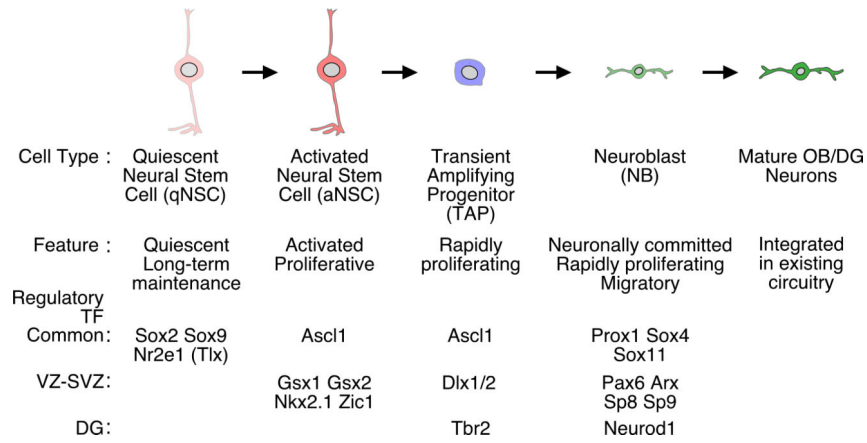 Cell Type : Quiescent Neural Stem Cell (qNSC) Activated Neural Stem Cell (aNSC) Transient Amplifying Progenitor (TAP) Neuroblast (NB) Mature OB/DG Neurons
Feature : Quiescent Long-term maintenance Activated Proliferative Rapidly proliferating Neuronally committed Rapidly proliferating Migratory Integrated in existing circuitry
Regulatory TF
Common: Sox2 Sox9 Nr2e1 (Tlx) Ascl1 Ascl1 Prox1 Sox4 Sox11
VZ-SVZ: Gsx1 Gsx2 Nkx2.1 Zic1 Dlx1/2 Pax6 Arx Sp8 Sp9
DG: Tbr2 Neurod1